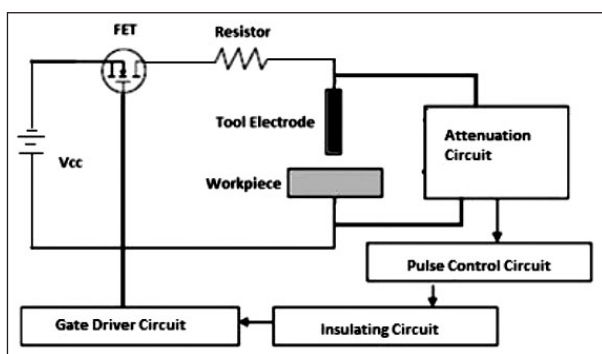 FET
Resistor
Tool Electrode
Vcc
Workpiece
Attenuation
Circuit
Pulse Control Circuit
Gate Driver Circuit
Insulating Circuit